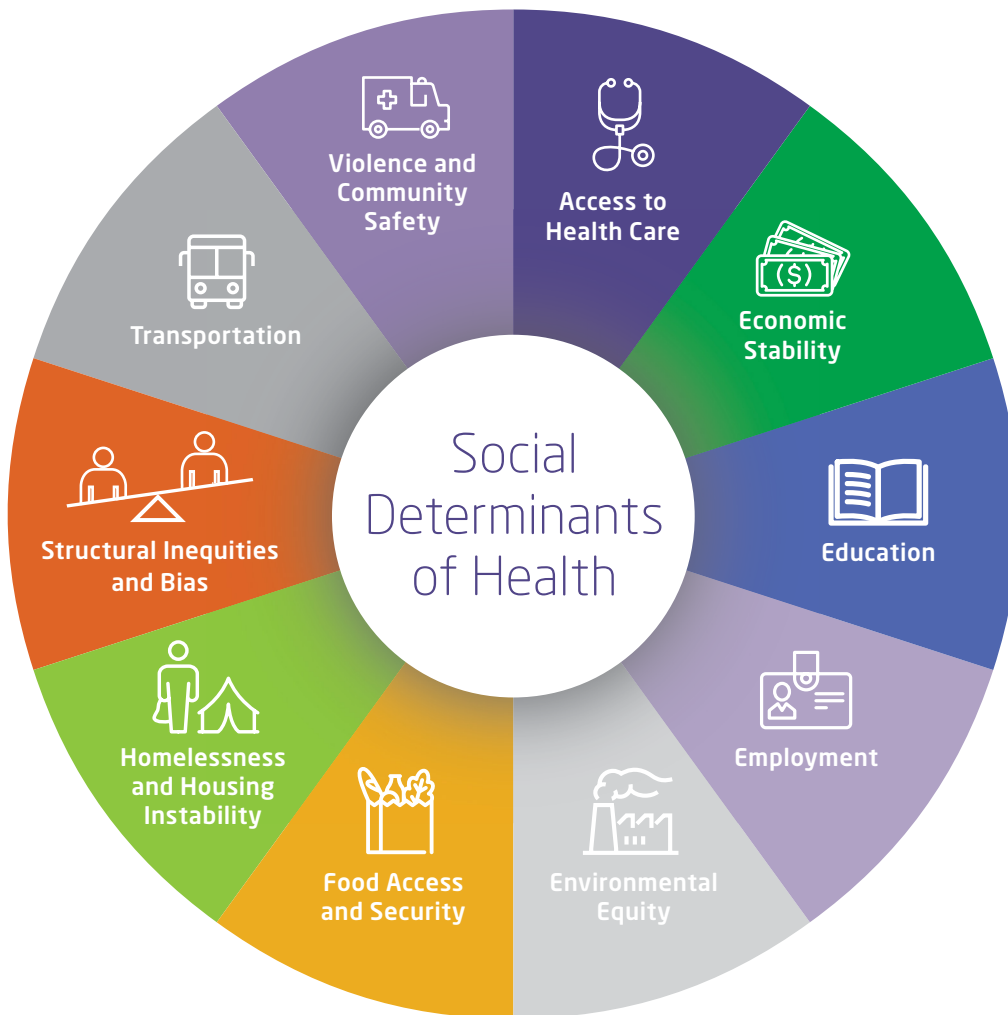 Social
Determinants
of Health
Access to
Health Care
($)
Economic
Stability
Education
Employment
Environmental
Equity
Food Access
and Security
Homelessness
and Housing
Instability
Structural Inequities
and Bias
Transportation
Violence and
Community
Safety